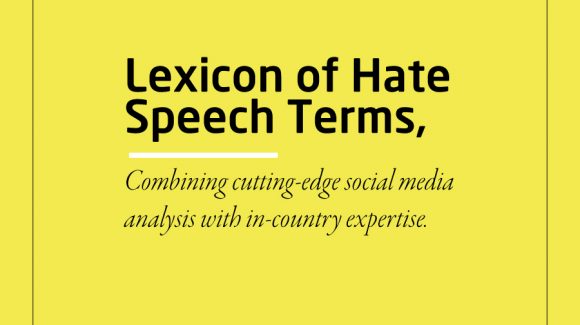 Lexicon of Hate
Speech Terms,
Combining cutting-edge social media
analysis with in-country expertise.